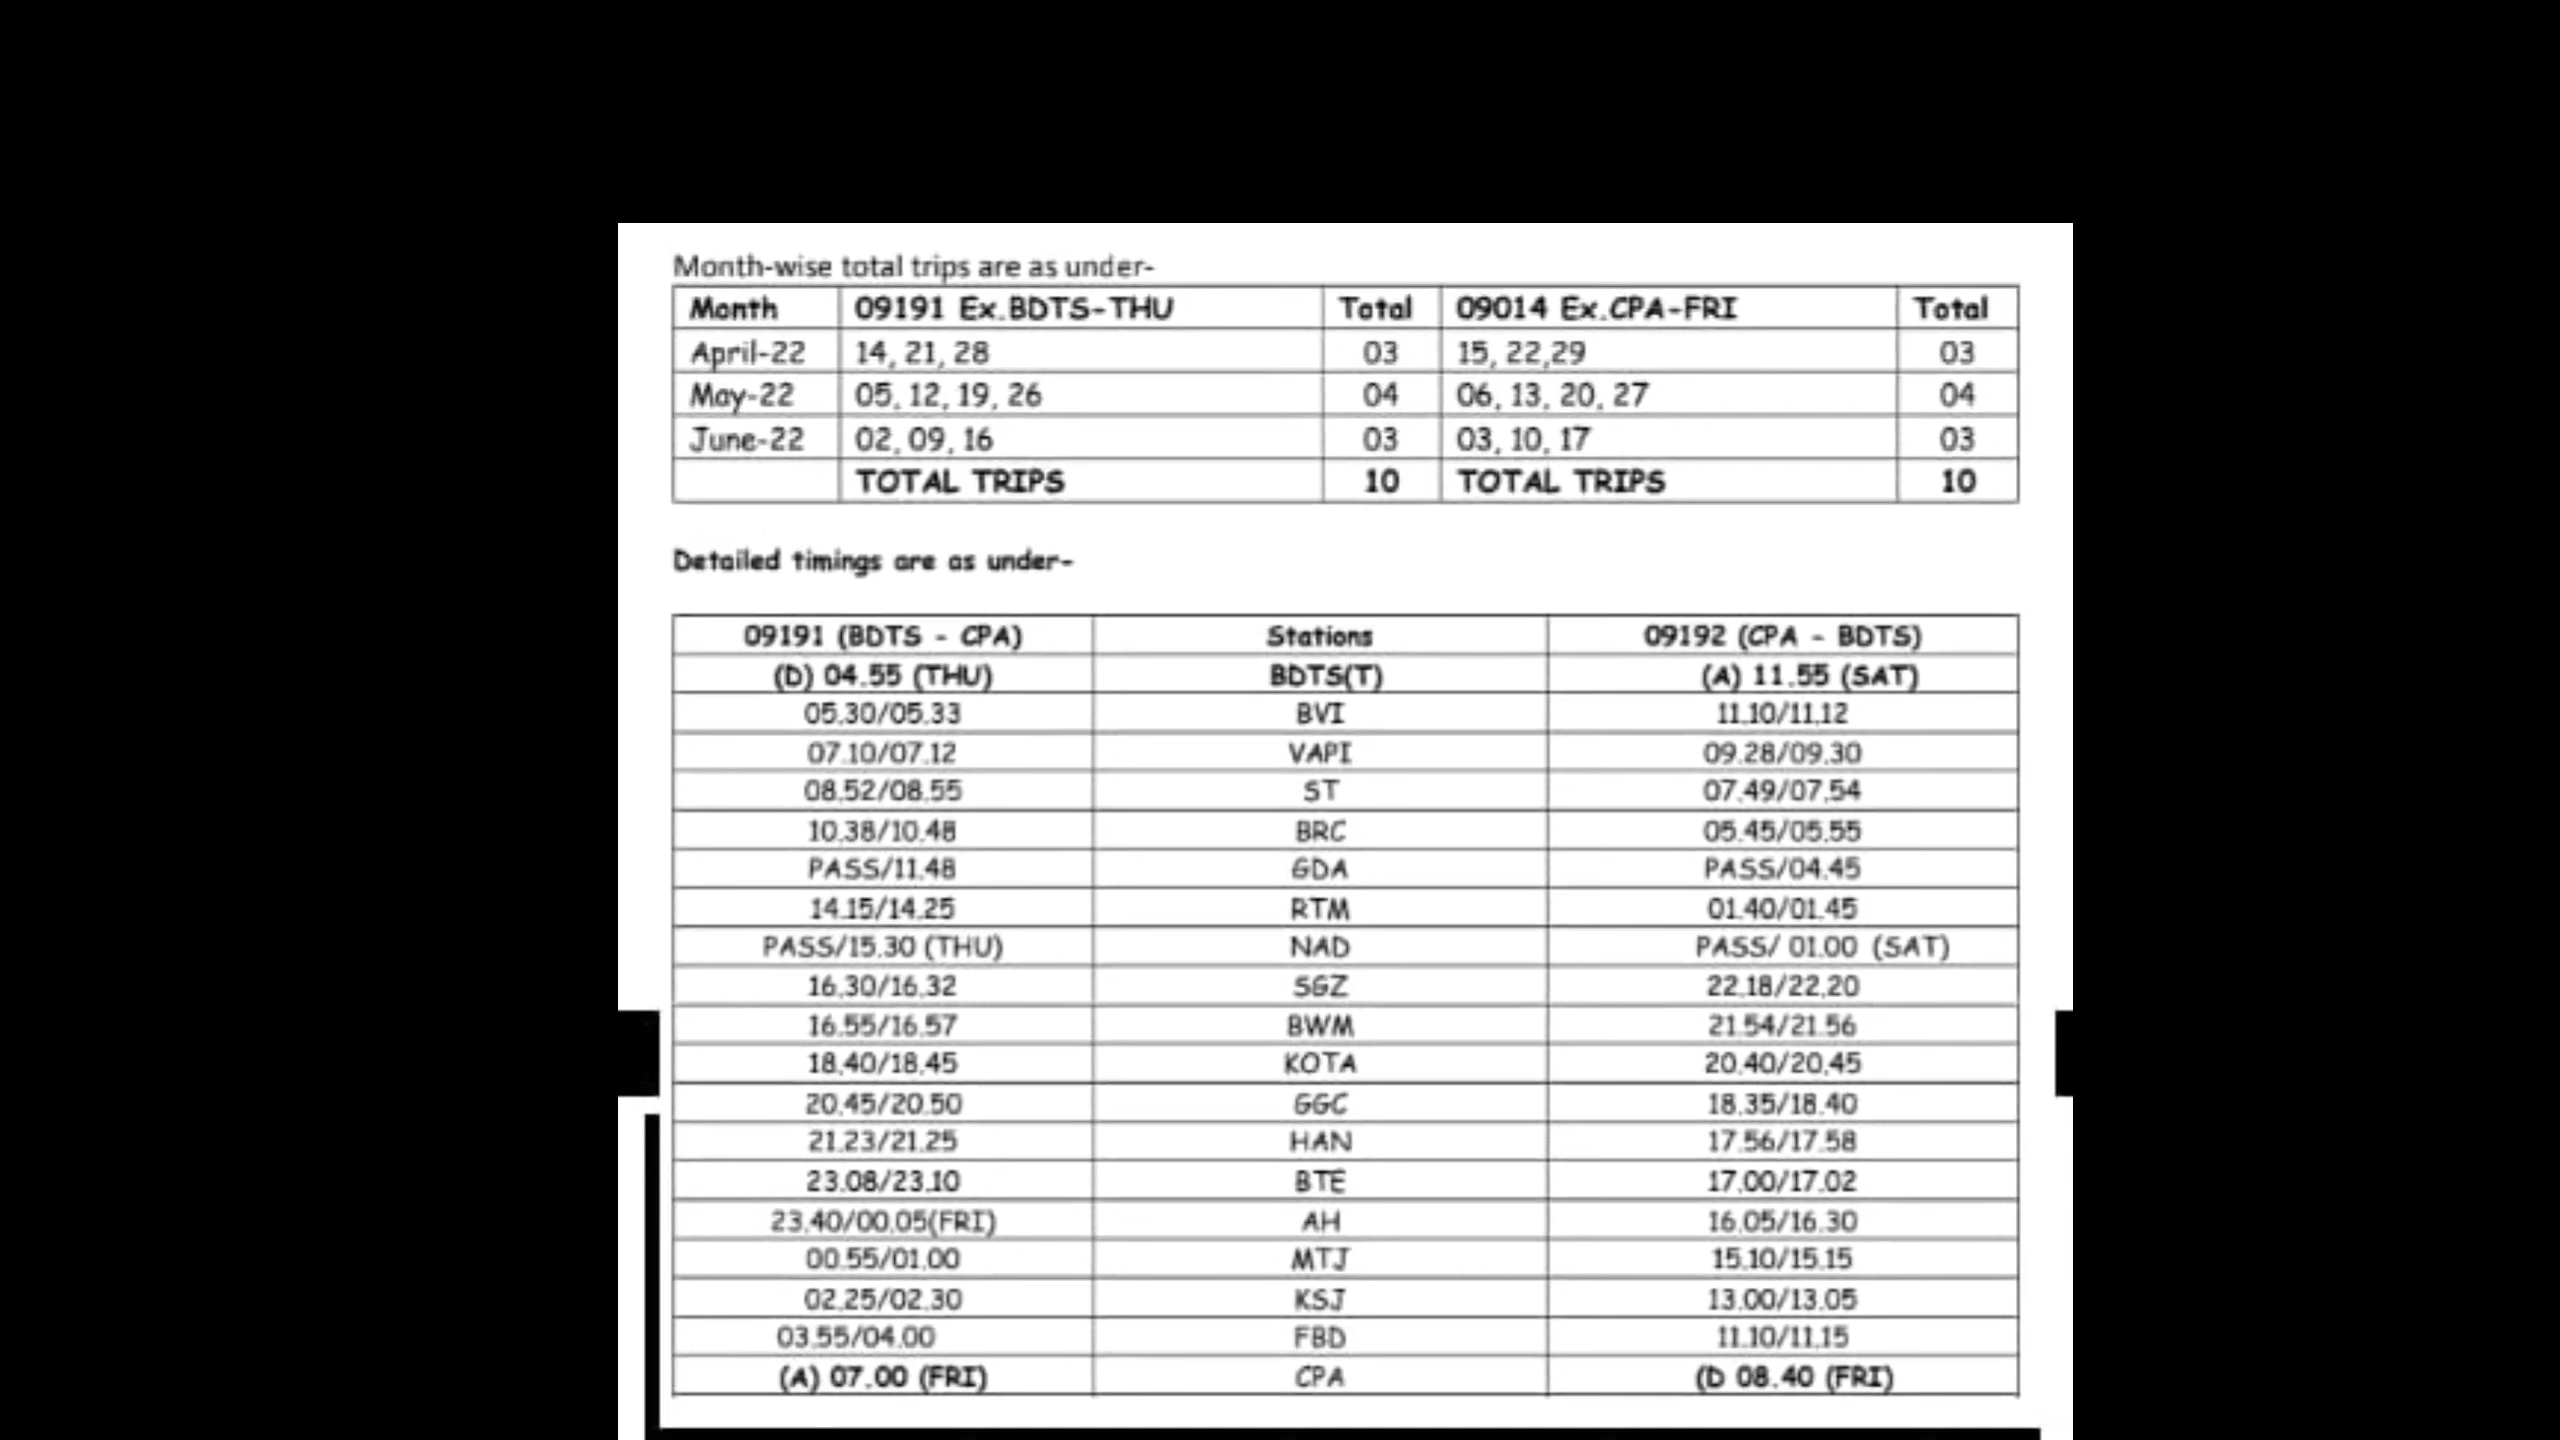 Month-wise total trips are as under-
Month 09191 Ex.BDTS-THU Total 09014 Ex.CPA-FRI Total
April-22 14, 21, 28 03 15, 22,29 03
May-22 05, 12, 19, 26 04 06, 13, 20, 27 04
June-22 02, 09, 16 03 03, 10, 17 03
TOTAL TRIPS 10 TOTAL TRIPS 10
Detailed timings are as under-
09191 (BDTS - CPA) Stations 09192 (CPA - BDTS)
(D) 04.55 (THU) BDTS(T) (A) 11.55 (SAT)
05.30/05.33 BVI 11.10/11.12
07.10/07.12 VAPI 09.28/09.30
08.52/08.55 ST 07.49/07.54
10.38/10.48 BRC 05.45/05.55
PASS/11.48 GDA PASS/04.45
14.15/14.25 RTM 01.40/01.45
PASS/15.30 (THU) NAD PASS/ 01.00 (SAT)
16.30/16.32 SGZ 22.18/22.20
16.55/16.57 BWM 21.54/21.56
18.40/18.45 KOTA 20.40/20.45
20.45/20.50 GGC 18.35/18.40
21.23/21.25 HAN 17.56/17.58
23.08/23.10 BTE 17.00/17.02
23.40/00.05(FRI) AH 16.05/16.30
00.55/01.00 MTJ 15.10/15.15
02.25/02.30 KSJ 13.00/13.05
03.55/04.00 FBD 11.10/11.15
(A) 07.00 (FRI) CPA (D 08.40 (FRI)